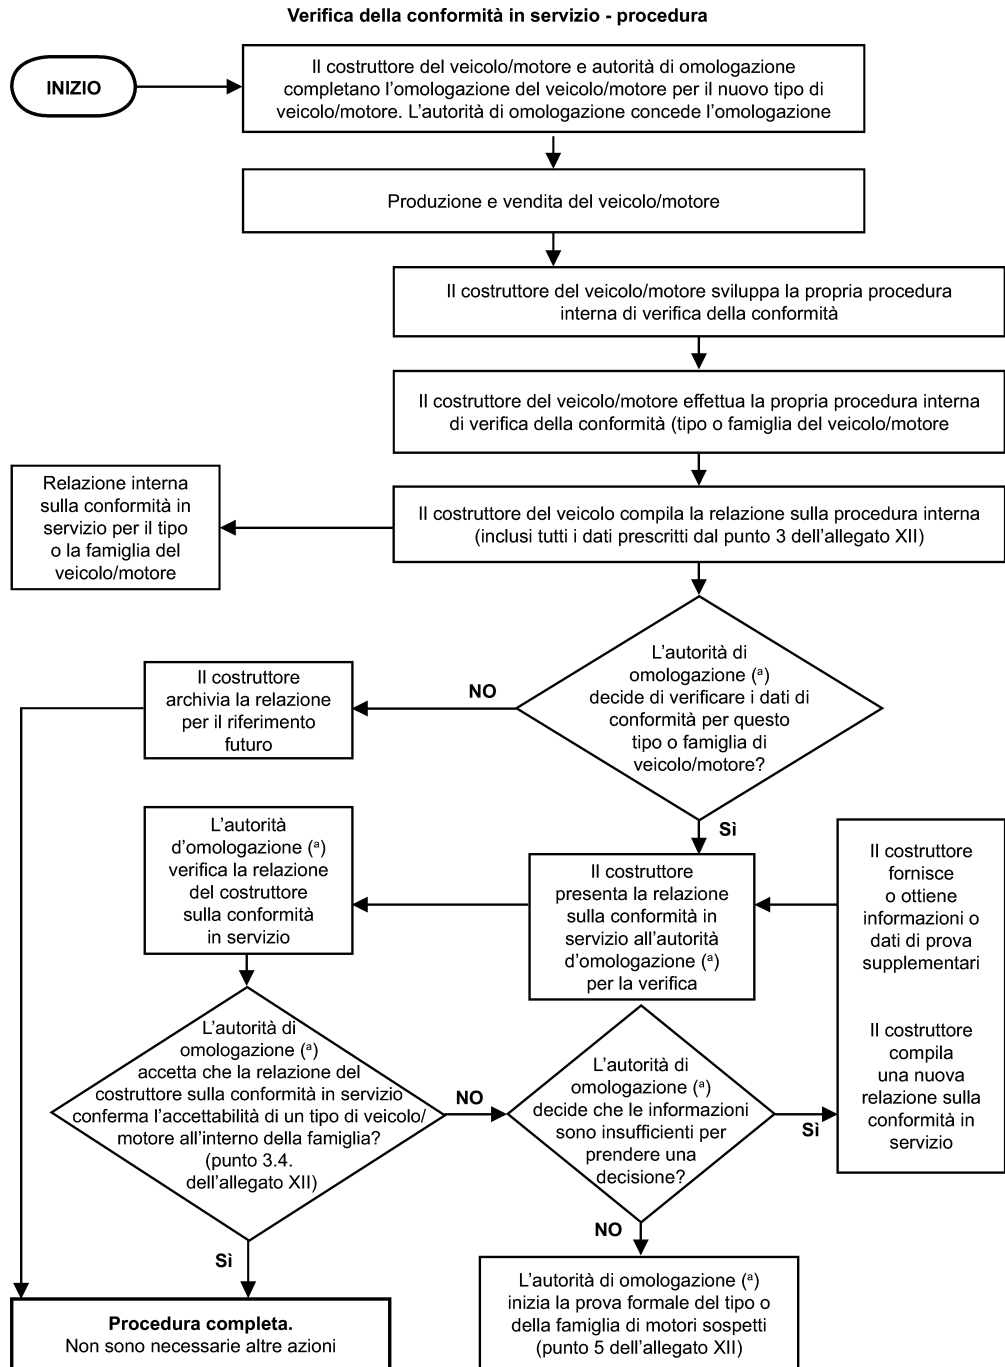 Verifica della conformità in servizio - procedura
INIZIO
Il costruttore del veicolo/motore e autorità di omologazione
completano l'omologazione del veicolo/motore per il nuovo tipo di
veicolo/motore. L'autorità di omologazione concede l'omologazione
Produzione e vendita del veicolo/motore
Il costruttore del veicolo/motore sviluppa la propria procedura
interna di verifica della conformità
Il costruttore del veicolo/motore effettua la propria procedura interna
di verifica della conformità (tipo o famiglia del veicolo/motore
Relazione interna
sulla conformità in
servizio per il tipo
o la famiglia del
veicolo/motore
Il costruttore del veicolo compila la relazione sulla procedura interna
(inclusi tutti i dati prescritti dal punto 3 dell'allegato XII)
L'autorità di
omologazione (ª)
decide di verificare i dati di
conformità per questo
tipo o famiglia di
veicolo/motore?
NO
Il costruttore
archivia la relazione
per il riferimento
futuro
Sì
L'autorità
d'omologazione (ª)
verifica la relazione
del costruttore
sulla conformità
in servizio
Il costruttore
presenta la relazione
sulla conformità in
servizio all'autorità
d'omologazione (ª)
per la verifica
Il costruttore
fornisce
o ottiene
informazioni o
dati di prova
supplementari
Il costruttore
compila
una nuova
relazione sulla
conformità in
servizio
L'autorità di
omologazione (ª)
accetta che la relazione del
costruttore sulla conformità in servizio
conferma l'accettabilità di un tipo di veicolo/
motore all'interno della famiglia?
(punto 3.4.
dell'allegato XII)
NO
L'autorità di
omologazione (ª)
decide che le informazioni
sono insufficienti per
prendere una
decisione?
Sì
NO
Sì
Procedura completa.
Non sono necessarie altre azioni
L'autorità di omologazione (ª)
inizia la prova formale del tipo o
della famiglia di motori sospetti
(punto 5 dell'allegato XII)